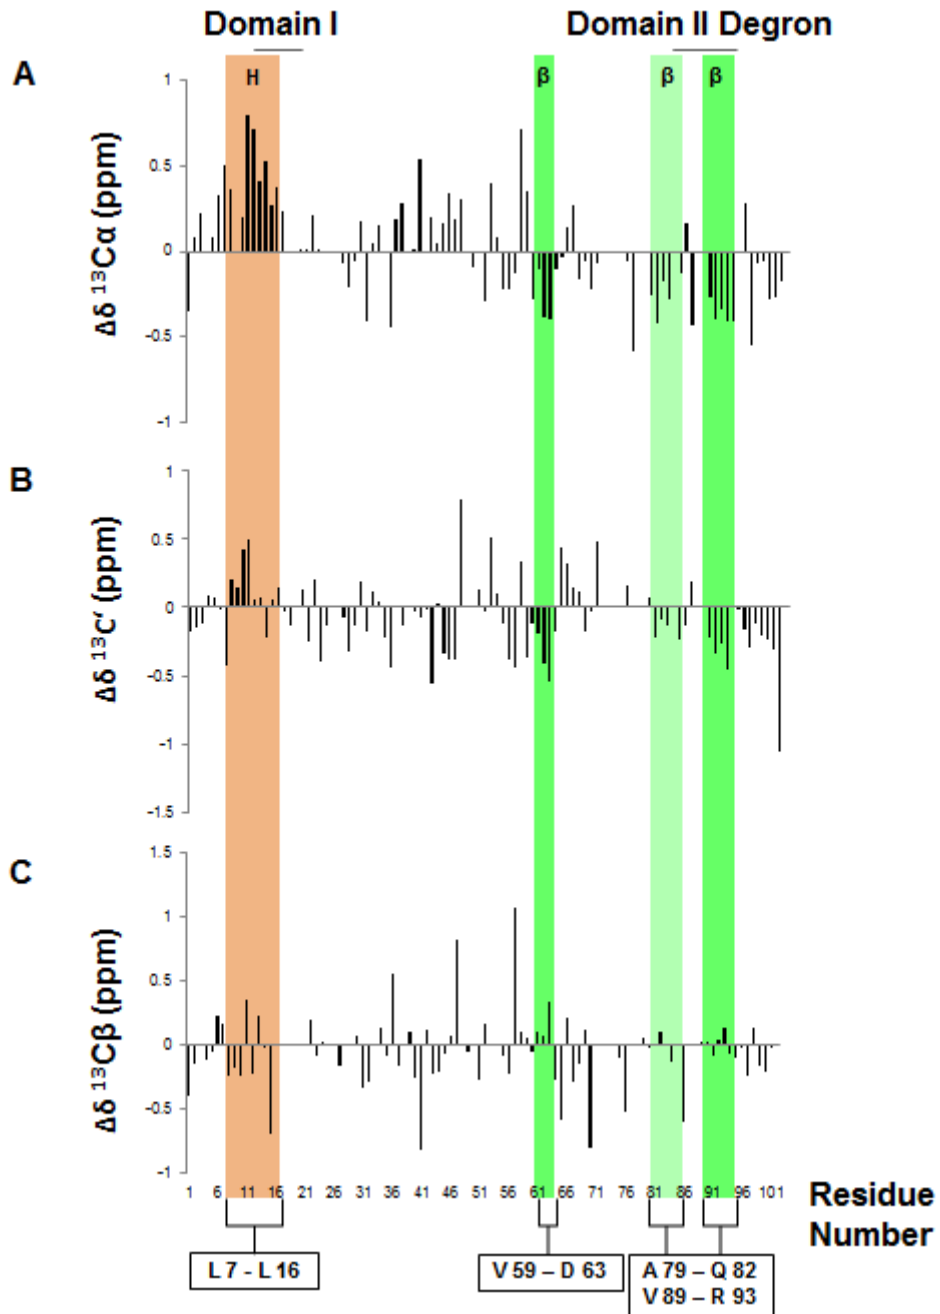 Domain I
Domain II Degron
A
H
β
β
β
1
0.5
0
-0.5
-1
Δδ ¹³Cα (ppm)
B
1
0.5
0
-0.5
-1
-1.5
Δδ ¹³C′ (ppm)
C
1.5
1
0.5
0
-0.5
-1
Δδ ¹³Cβ (ppm)
1 6 11 16 21 26 31 36 41 46 51 56 61 66 71 76 81 86 91 96 101
Residue
Number
L 7 - L 16
V 59 – D 63
A 79 – Q 82
V 89 – R 93